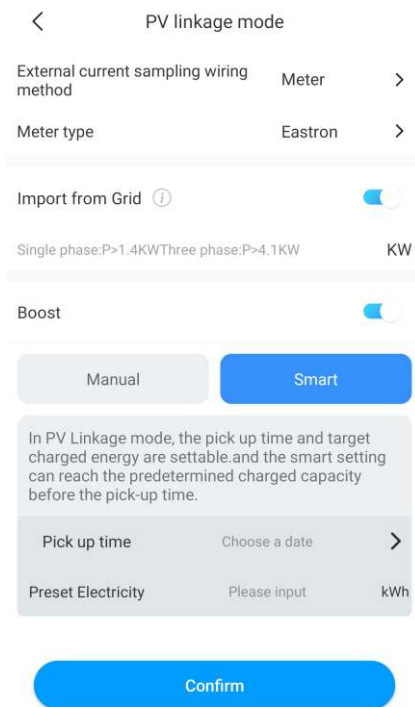 PV linkage mode
External current sampling wiring
method
Meter
Meter type
Eastron
Import from Grid
Single phase:P>1.4KWThree phase:P>4.1KW
KW
Boost
Manual
Smart
In PV Linkage mode, the pick up time and target
charged energy are settable.and the smart setting
can reach the predetermined charged capacity
before the pick-up time.
Pick up time
Choose a date
Preset Electricity
Please input
kWh
Confirm